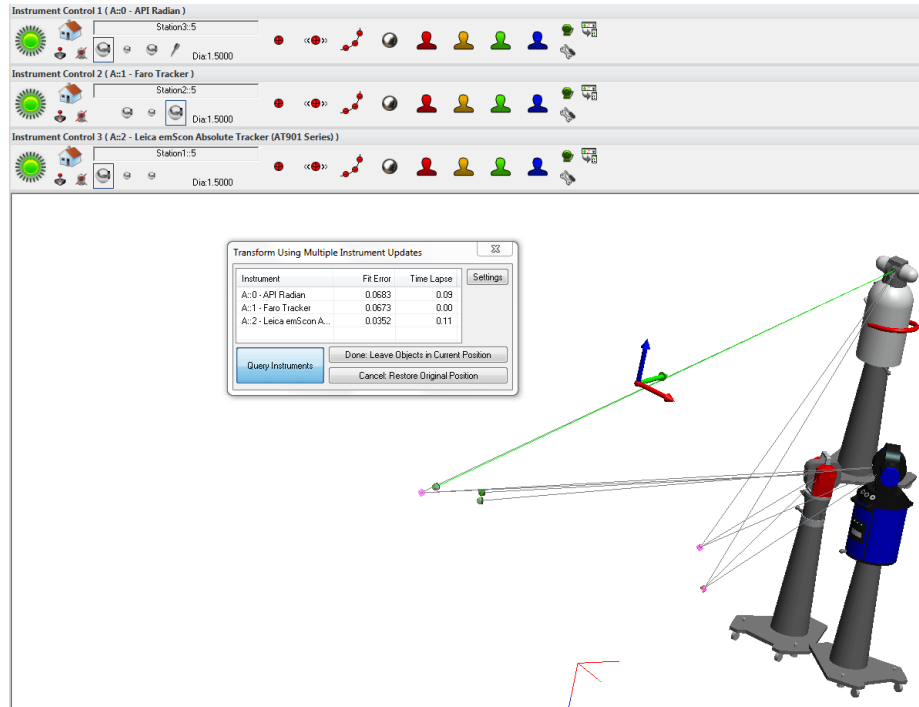 Instrument Control 1 ( A::0 - API Radian )
Station3::5
Dia:1.5000
Instrument Control 2 ( A::1 - Faro Tracker )
Station2::5
Dia:1.5000
Instrument Control 3 ( A::2 - Leica emScon Absolute Tracker (AT901 Series) )
Station1::5
Dia:1.5000
Transform Using Multiple Instrument Updates
Instrument Fit Error Time Lapse
Settings
A::0 - API Radian 0.0683 0.09
A::1 - Faro Tracker 0.0673 0.00
A::2 - Leica emScon A... 0.0352 0.11
Query Instruments
Done: Leave Objects in Current Position
Cancel: Restore Original Position